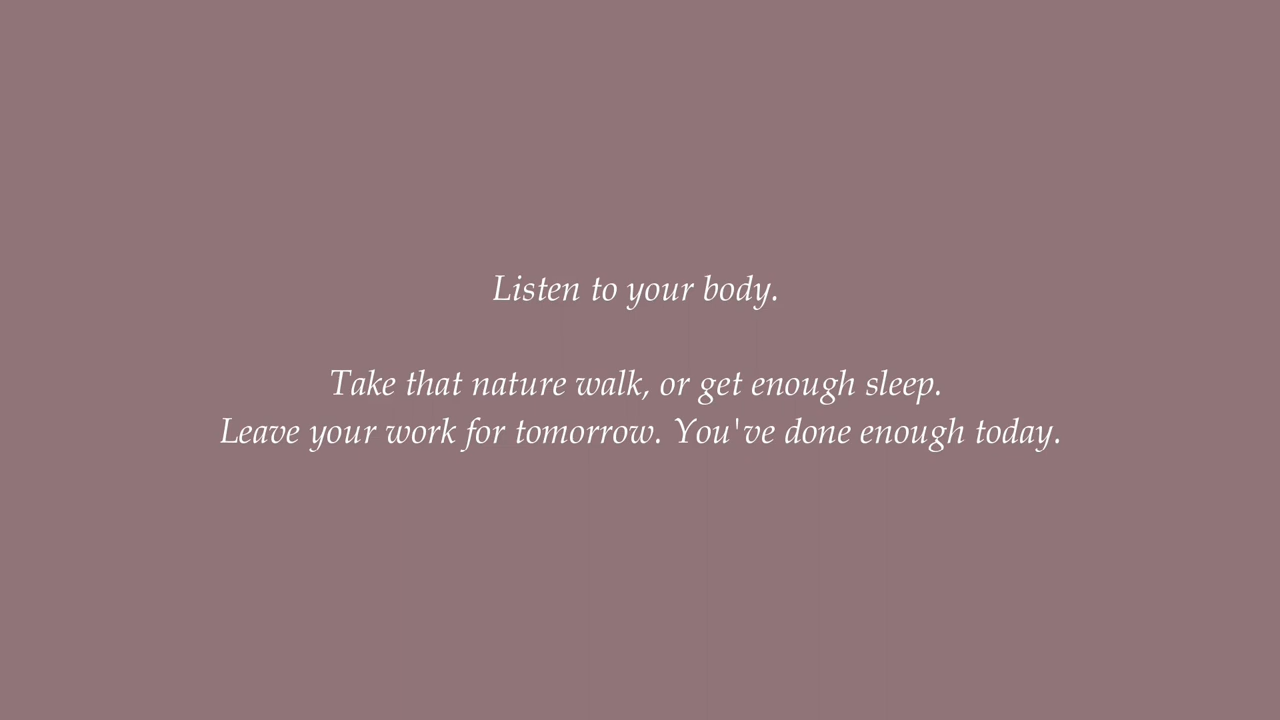 Listen to your body.
Take that nature walk, or get enough sleep.
Leave your work for tomorrow. You've done enough today.